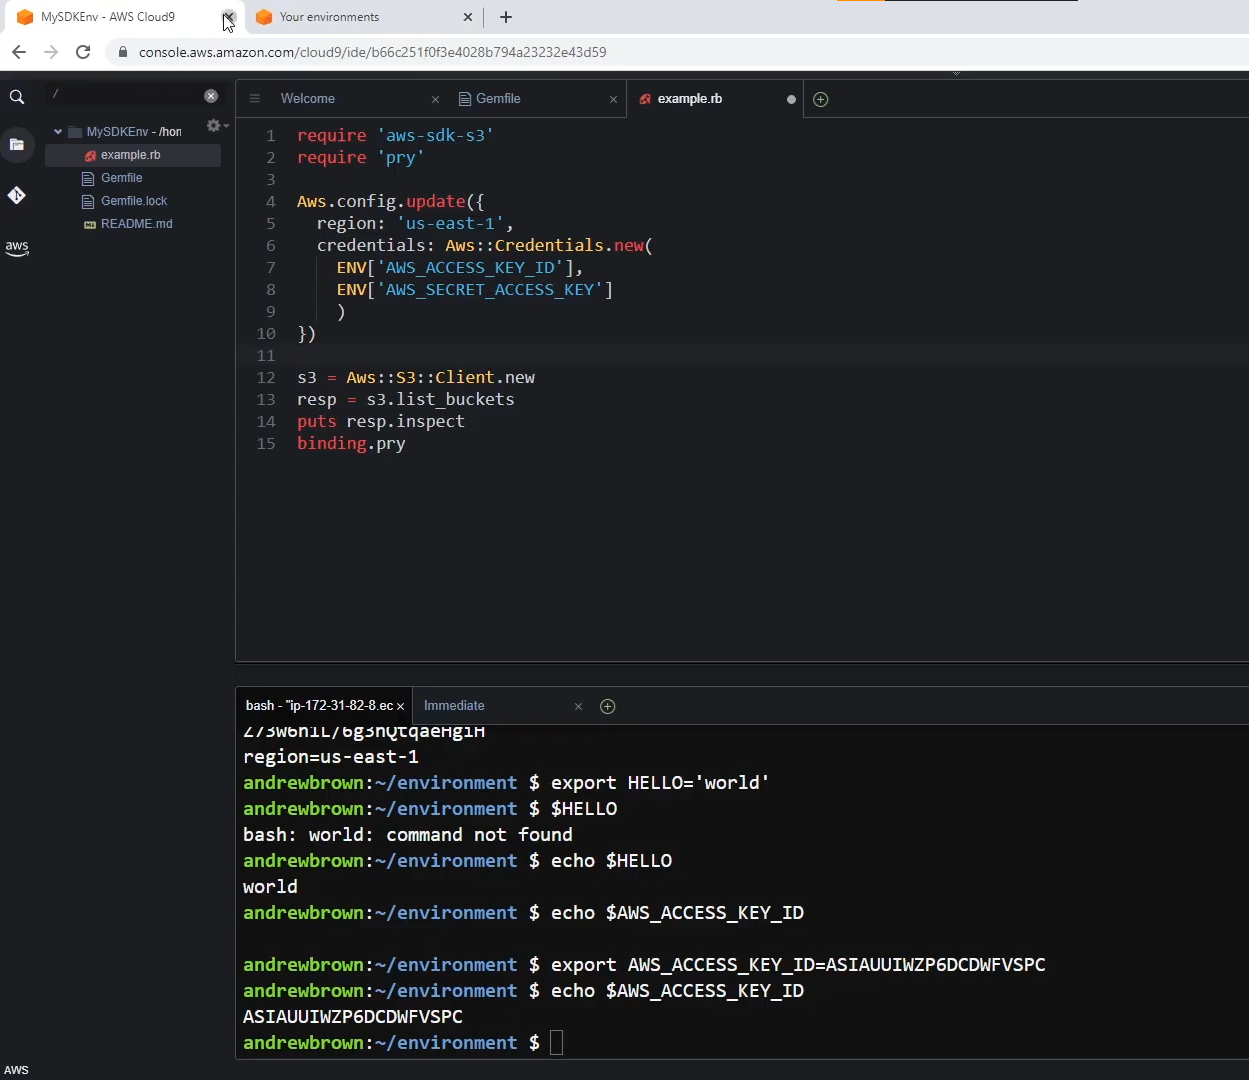 MySDKEnv - AWS Cloud9
Your environments
console.aws.amazon.com/cloud9/ide/b66c251f0f3e4028b794a23232e43d59
/
MySDKEnv - /hon
example.rb
Gemfile
Gemfile.lock
README.md
aws
Welcome
Gemfile
example.rb
1 require 'aws-sdk-s3'
2 require 'pry'
3
4 Aws.config.update({
5 region: 'us-east-1',
6 credentials: Aws::Credentials.new(
7 ENV['AWS_ACCESS_KEY_ID'],
8 ENV['AWS_SECRET_ACCESS_KEY']
9 )
10 })
11
12 s3 = Aws::S3::Client.new
13 resp = s3.list_buckets
14 puts resp.inspect
15 binding.pry
bash - "ip-172-31-82-8.ec
Immediate
region=us-east-1
andrewbrown:~/environment $ export HELLO='world'
andrewbrown:~/environment $ $HELLO
bash: world: command not found
andrewbrown:~/environment $ echo $HELLO
world
andrewbrown:~/environment $ echo $AWS_ACCESS_KEY_ID
andrewbrown:~/environment $ export AWS_ACCESS_KEY_ID=ASIAUUIWZP6DCDWFVSPC
andrewbrown:~/environment $ echo $AWS_ACCESS_KEY_ID
ASIAUUIWZP6DCDWFVSPC
andrewbrown:~/environment $
AWS